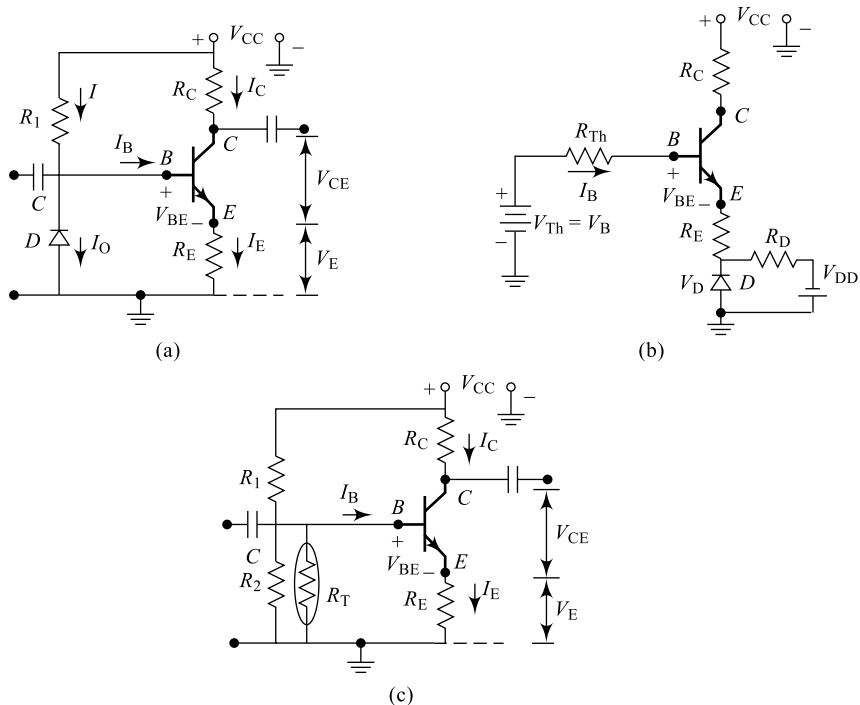 + V_CC −
R_C I_C
I
R_1
C
I_B B
+
C
V_BE − E
V_CE
D I_O
R_E I_E
V_E
(a)
+ V_CC −
R_C
C
R_Th B
I_B +
V_BE − E
+
V_Th = V_B
−
R_E
R_D
V_D D
V_DD
(b)
+ V_CC −
R_C I_C
R_1
C
I_B B
+
C
V_BE − E
V_CE
R_2 R_T
R_E I_E
V_E
(c)